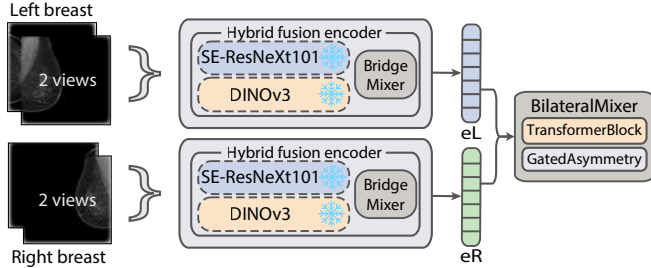 Left breast
2 views
Hybrid fusion encoder
SE-ResNeXt101
DINOv3
Bridge
Mixer
eL
BilateralMixer
TransformerBlock
GatedAsymmetry
2 views
Right breast
Hybrid fusion encoder
SE-ResNeXt101
DINOv3
Bridge
Mixer
eR